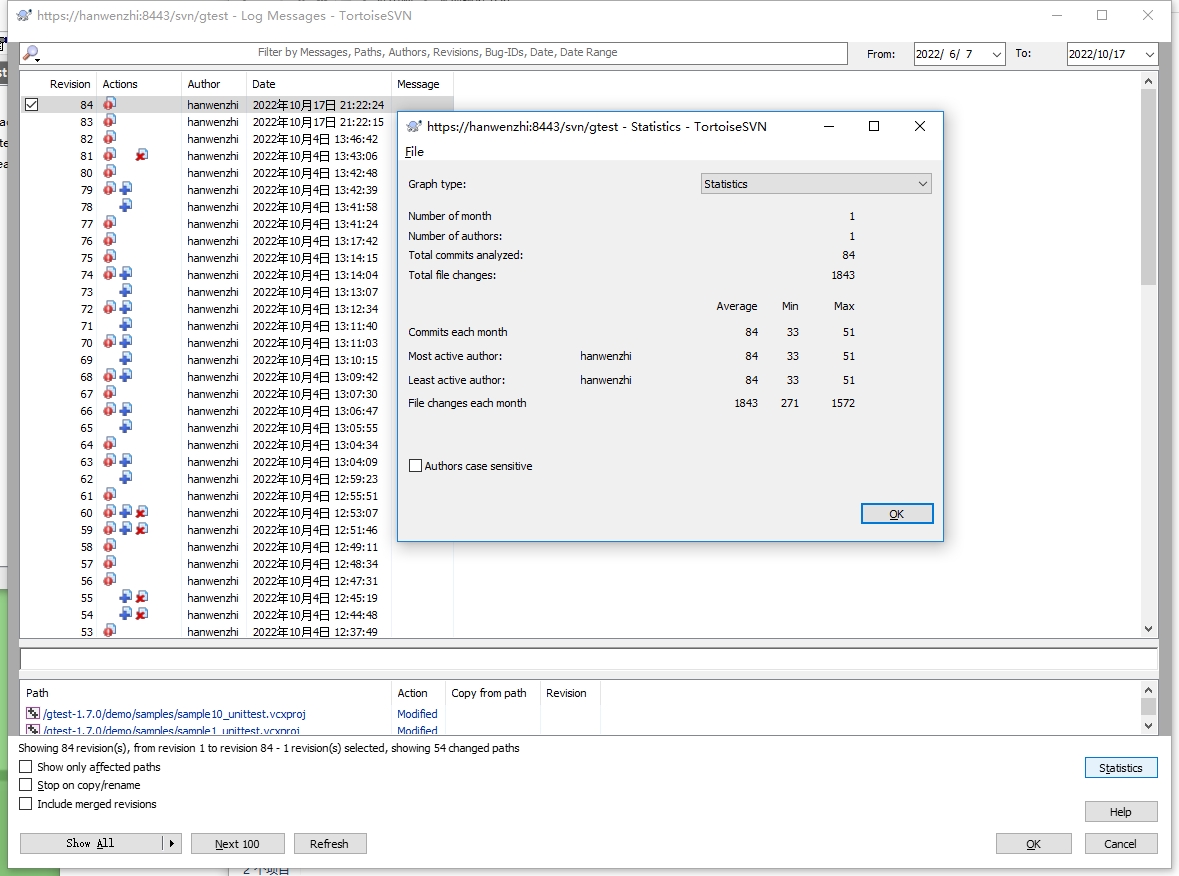 https://hanwenzhi:8443/svn/gtest - Log Messages - TortoiseSVN
Filter by Messages, Paths, Authors, Revisions, Bug-IDs, Date, Date Range
From: 2022/ 6/ 7 To: 2022/10/17
Revision Actions Author Date Message
84 hanwenzhi 2022年10月17日 21:22:24
83 hanwenzhi 2022年10月17日 21:22:15
82 hanwenzhi 2022年10月4日 13:46:42
81 hanwenzhi 2022年10月4日 13:43:06
80 hanwenzhi 2022年10月4日 13:42:48
79 hanwenzhi 2022年10月4日 13:42:39
78 hanwenzhi 2022年10月4日 13:41:58
77 hanwenzhi 2022年10月4日 13:41:24
76 hanwenzhi 2022年10月4日 13:17:42
75 hanwenzhi 2022年10月4日 13:14:15
74 hanwenzhi 2022年10月4日 13:14:04
73 hanwenzhi 2022年10月4日 13:13:07
72 hanwenzhi 2022年10月4日 13:12:34
71 hanwenzhi 2022年10月4日 13:11:40
70 hanwenzhi 2022年10月4日 13:11:03
69 hanwenzhi 2022年10月4日 13:10:15
68 hanwenzhi 2022年10月4日 13:09:42
67 hanwenzhi 2022年10月4日 13:07:30
66 hanwenzhi 2022年10月4日 13:06:47
65 hanwenzhi 2022年10月4日 13:05:55
64 hanwenzhi 2022年10月4日 13:04:34
63 hanwenzhi 2022年10月4日 13:04:09
62 hanwenzhi 2022年10月4日 12:59:23
61 hanwenzhi 2022年10月4日 12:55:51
60 hanwenzhi 2022年10月4日 12:53:07
59 hanwenzhi 2022年10月4日 12:51:46
58 hanwenzhi 2022年10月4日 12:49:11
57 hanwenzhi 2022年10月4日 12:48:34
56 hanwenzhi 2022年10月4日 12:47:31
55 hanwenzhi 2022年10月4日 12:45:19
54 hanwenzhi 2022年10月4日 12:44:48
53 hanwenzhi 2022年10月4日 12:37:49
https://hanwenzhi:8443/svn/gtest - Statistics - TortoiseSVN
File
Graph type: Statistics
Number of month 1
Number of authors: 1
Total commits analyzed: 84
Total file changes: 1843
Average Min Max
Commits each month 84 33 51
Most active author: hanwenzhi 84 33 51
Least active author: hanwenzhi 84 33 51
File changes each month 1843 271 1572
Authors case sensitive
OK
Path Action Copy from path Revision
/gtest-1.7.0/demo/samples/sample10_unittest.vcxproj Modified
/gtest-1.7.0/demo/samples/sample1_unittest.vcxproj Modified
Showing 84 revision(s), from revision 1 to revision 84 - 1 revision(s) selected, showing 54 changed paths
Show only affected paths
Statistics
Stop on copy/rename
Include merged revisions
Help
Show All Next 100 Refresh OK Cancel
2 个项目